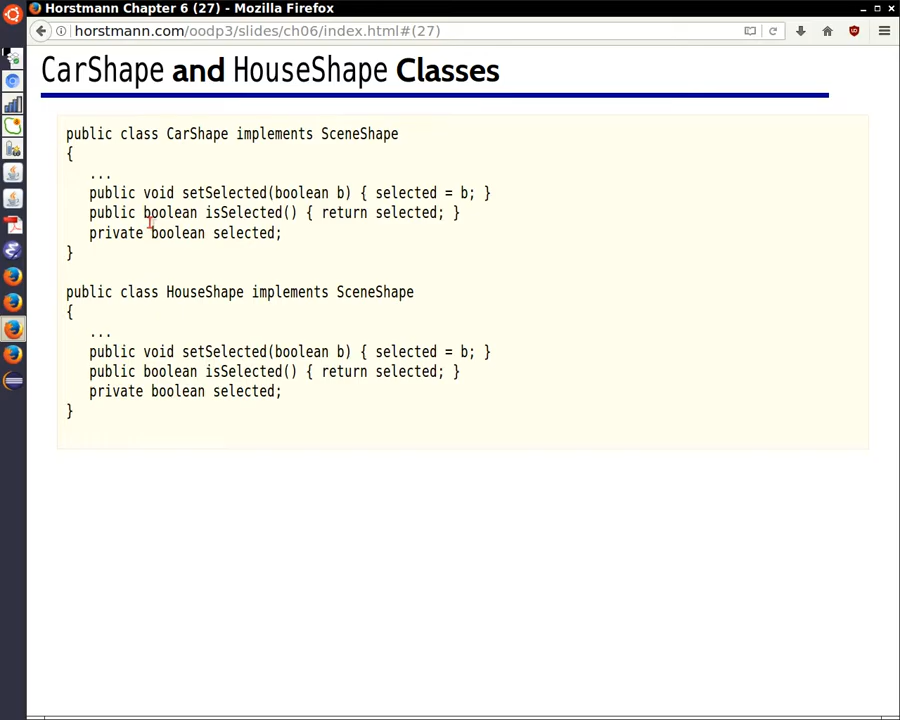 Horstmann Chapter 6 (27) - Mozilla Firefox
horstmann.com/oodp3/slides/ch06/index.html#(27)
CarShape and HouseShape Classes
public class CarShape implements SceneShape
{
...
public void setSelected(boolean b) { selected = b; }
public boolean isSelected() { return selected; }
private boolean selected;
}
public class HouseShape implements SceneShape
{
...
public void setSelected(boolean b) { selected = b; }
public boolean isSelected() { return selected; }
private boolean selected;
}